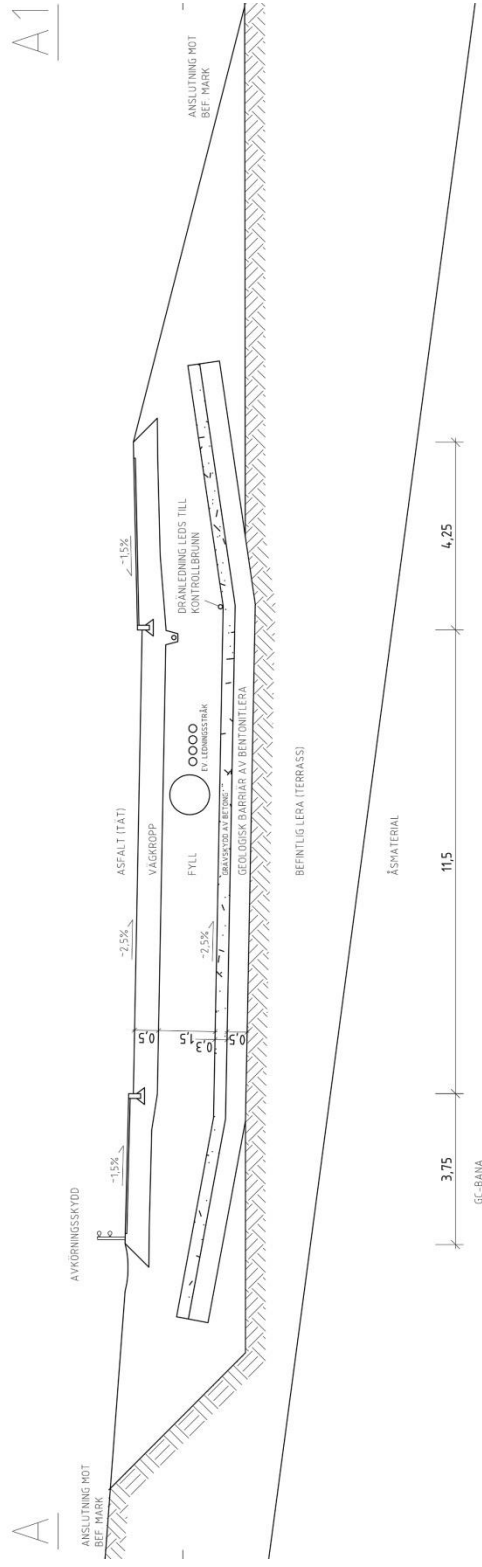 A
A1
ANSLUTNING MOT
BEF. MARK
AVKÖRNINGSSKYDD
~1,5%
~2,5%
ASFALT (TÄT)
VÄGKROPP
~1,5%
ANSLUTNING MOT
BEF. MARK
0,5
1,5
0,3
0,5
~2,5%
FYLL
EV LEDNINGSSTRÅK
DRÄNLEDNING LEDS TILL
KONTROLLBRUNN
GRÄVSKYDD AV BETONG
GEOLOGISK BARRIÄR AV BENTONITLERA
BEFINTLIG LERA (TERRASS)
ÅSMATERIAL
3,75
11,5
4,25
GC-BANA